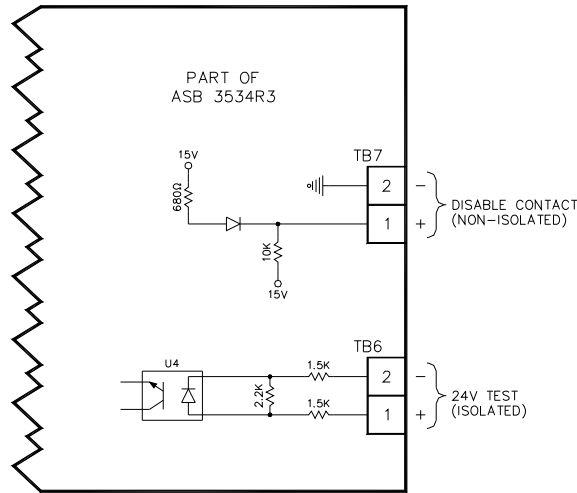 PART OF
ASB 3534R3
15V
680Ω
10K
15V
TB7
2 −
1 +
DISABLE CONTACT
(NON-ISOLATED)
U4
2.2K
1.5K
1.5K
TB6
2 −
1 +
24V TEST
(ISOLATED)